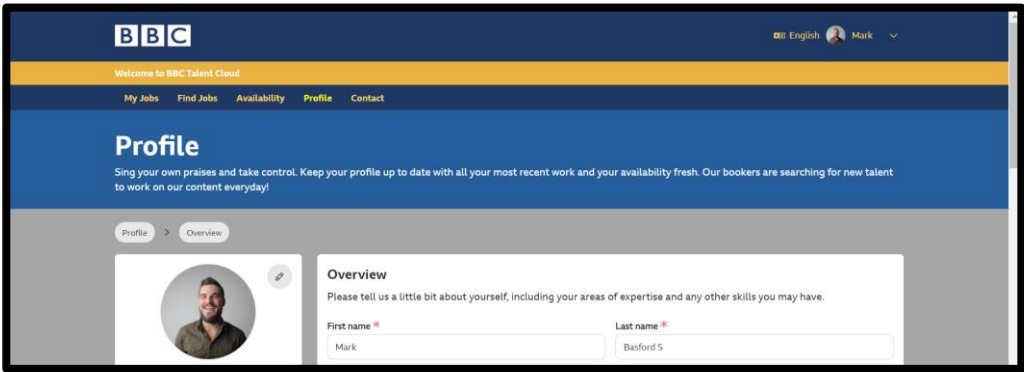 BBC
English Mark
Welcome to BBC Talent Cloud
My Jobs Find Jobs Availability Profile Contact
Profile
Sing your own praises and take control. Keep your profile up to date with all your most recent work and your availability fresh. Our bookers are searching for new talent
to work on our content everyday!
Profile > Overview
Overview
Please tell us a little bit about yourself, including your areas of expertise and any other skills you may have.
First name * Last name *
Mark Basford 5